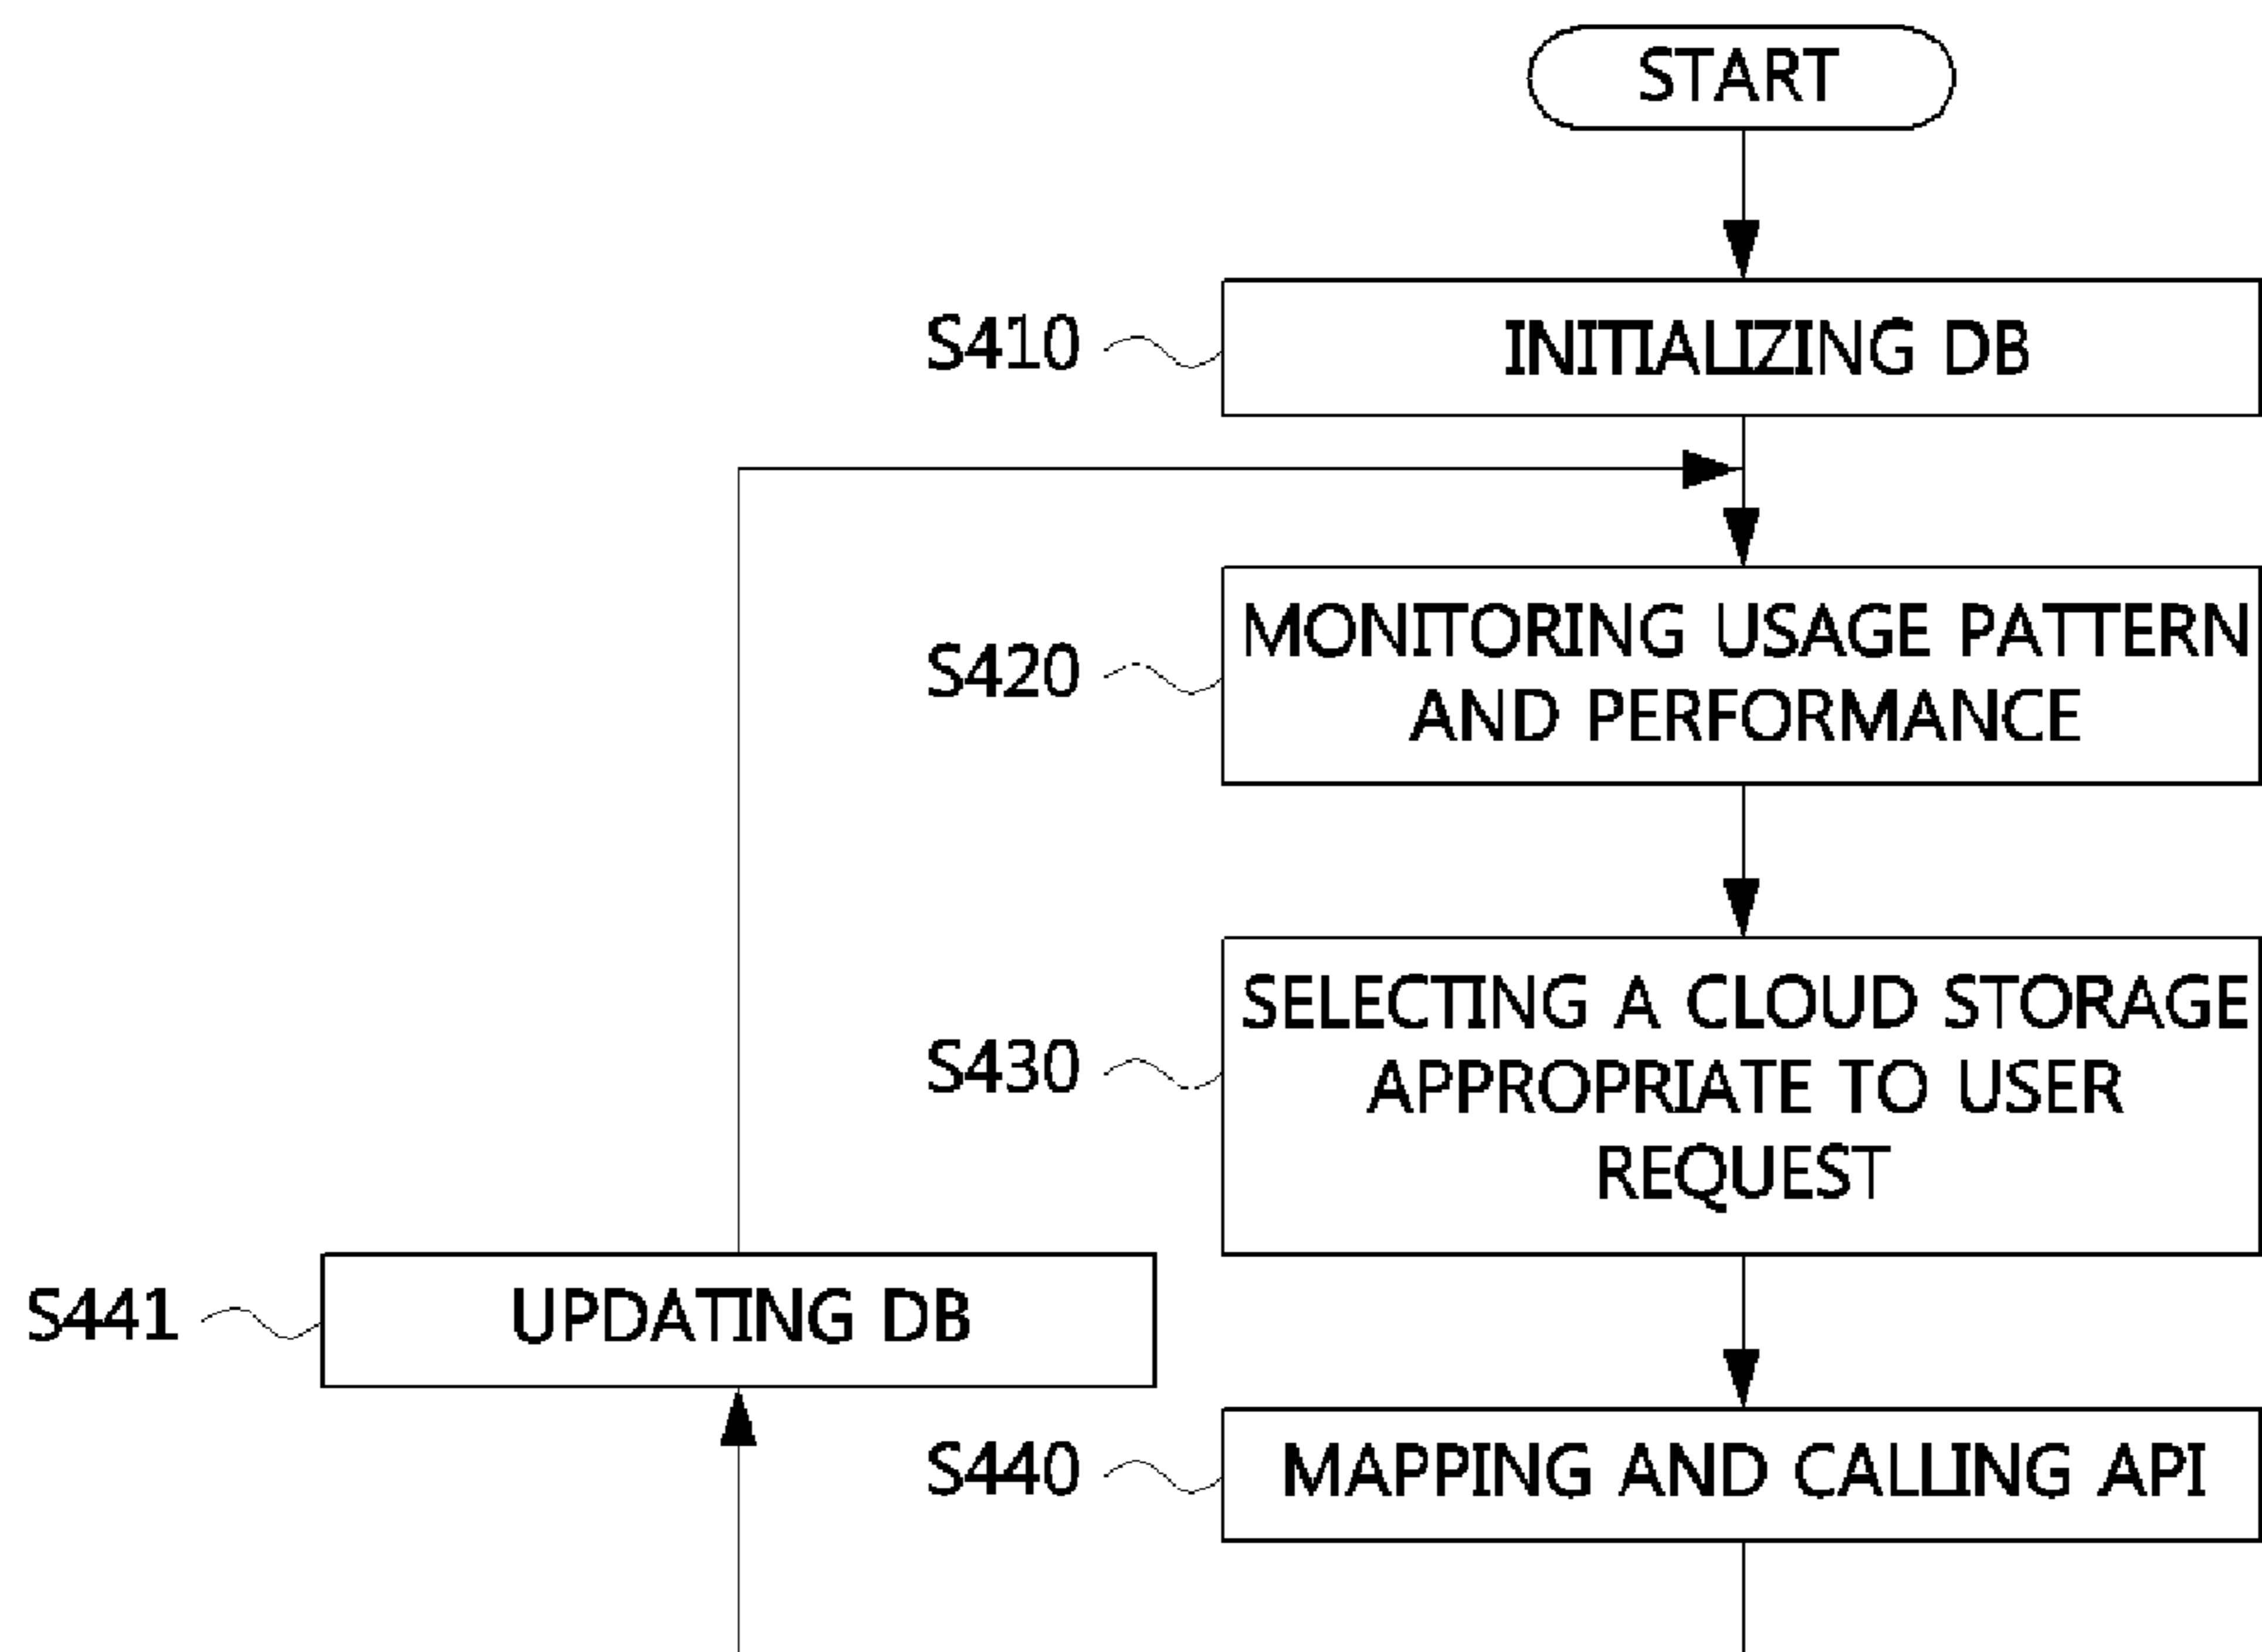 START
S410
INITIALIZING DB
S420
MONITORING USAGE PATTERN
AND PERFORMANCE
S430
SELECTING A CLOUD STORAGE
APPROPRIATE TO USER
REQUEST
S441
UPDATING DB
S440
MAPPING AND CALLING API